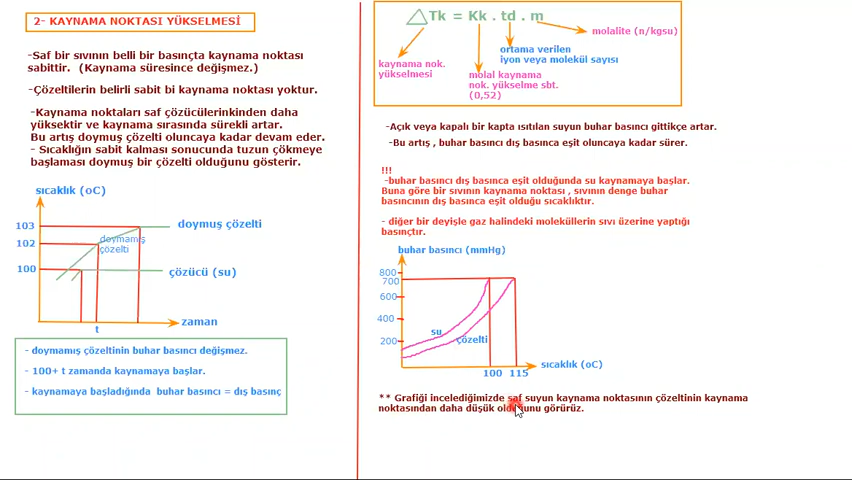 2- KAYNAMA NOKTASI YÜKSELMESİ
-Saf bir sıvının belli bir basınçta kaynama noktası
sabittir. (Kaynama süresince değişmez.)
-Çözeltilerin belirli sabit bi kaynama noktası yoktur.
-Kaynama noktaları saf çözücülerinkinden daha
yüksektir ve kaynama sırasında sürekli artar.
Bu artış doymuş çözelti oluncaya kadar devam eder.
- Sıcaklığın sabit kalması sonucunda tuzun çökmeye
başlaması doymuş bir çözelti olduğunu gösterir.
sıcaklık (oC)
103
102
100
doymuş çözelti
doymamış
çözelti
çözücü (su)
zaman
t
- doymamış çözeltinin buhar basıncı değişmez.
- 100+ t zamanda kaynamaya başlar.
- kaynamaya başladığında buhar basıncı = dış basınç
△Tk = Kk . td . m
molalite (n/kgsu)
ortama verilen
iyon veya molekül sayısı
kaynama nok.
yükselmesi
molal kaynama
nok. yükselme sbt.
(0,52)
-Açık veya kapalı bir kapta ısıtılan suyun buhar basıncı gittikçe artar.
-Bu artış , buhar basıncı dış basınca eşit oluncaya kadar sürer.
!!!
-buhar basıncı dış basınca eşit olduğunda su kaynamaya başlar.
Buna göre bir sıvının kaynama noktası , sıvının denge buhar
basıncının dış basınca eşit olduğu sıcaklıktır.
- diğer bir deyişle gaz halindeki moleküllerin sıvı üzerine yaptığı
basınçtır.
buhar basıncı (mmHg)
800
700
600
400
200
su
çözelti
sıcaklık (oC)
100 115
** Grafiği incelediğimizde saf suyun kaynama noktasının çözeltinin kaynama
noktasından daha düşük olduğunu görürüz.